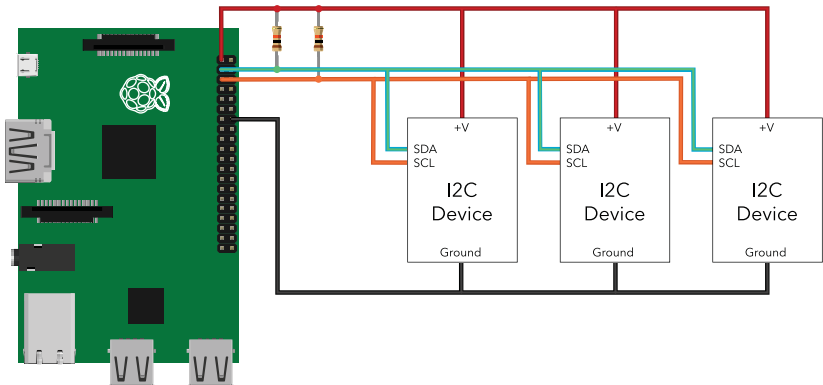 +V
SDA
SCL
I2C
Device
Ground
+V
SDA
SCL
I2C
Device
Ground
+V
SDA
SCL
I2C
Device
Ground